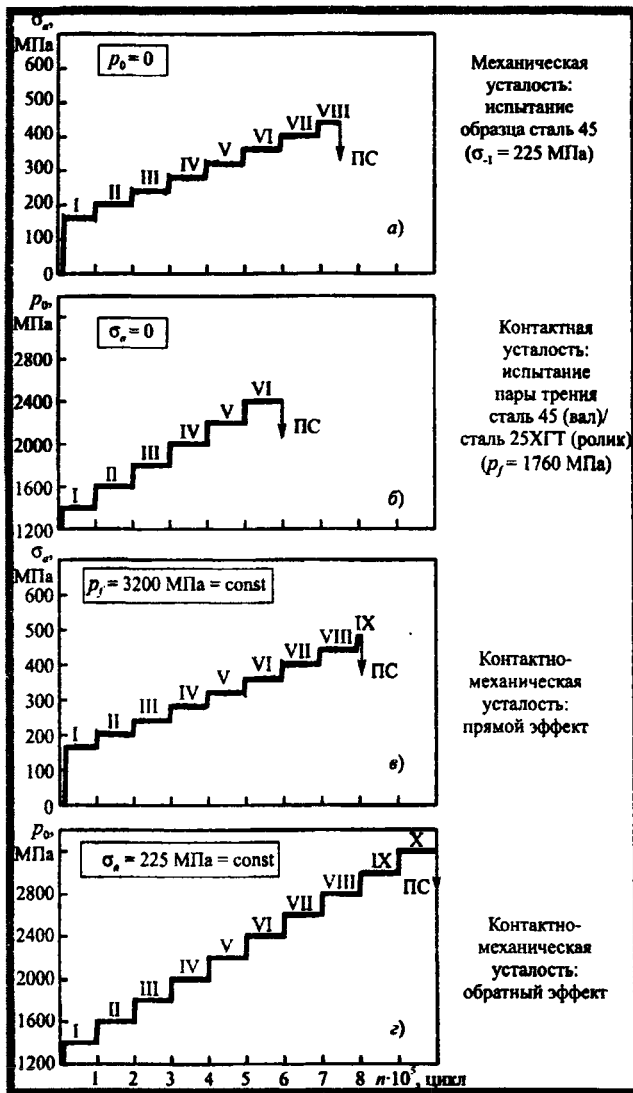 σₐ,
МПа
600
500
400
300
200
100
0
p₀ = 0
I
II
III
IV
V
VI
VII
VIII
ПС
а)
Механическая
усталость:
испытание
образца сталь 45
(σ₋₁ = 225 МПа)
p₀,
МПа
2800
2400
2000
1600
1200
σₐ = 0
I
II
III
IV
V
VI
ПС
б)
Контактная
усталость:
испытание
пары трения
сталь 45 (вал)/
сталь 25ХГТ (ролик)
(p_f = 1760 МПа)
σₐ,
МПа
500
400
300
200
100
0
p_f = 3200 МПа = const
I
II
III
IV
V
VI
VII
VIII
IX
ПС
в)
Контактно-
механическая
усталость:
прямой эффект
p₀,
МПа
2800
2400
2000
1600
1200
σₐ = 225 МПа = const
I
II
III
IV
V
VI
VII
VIII
IX
X
ПС
г)
Контактно-
механическая
усталость:
обратный эффект
1 2 3 4 5 6 7 8 n·10⁵, цикл